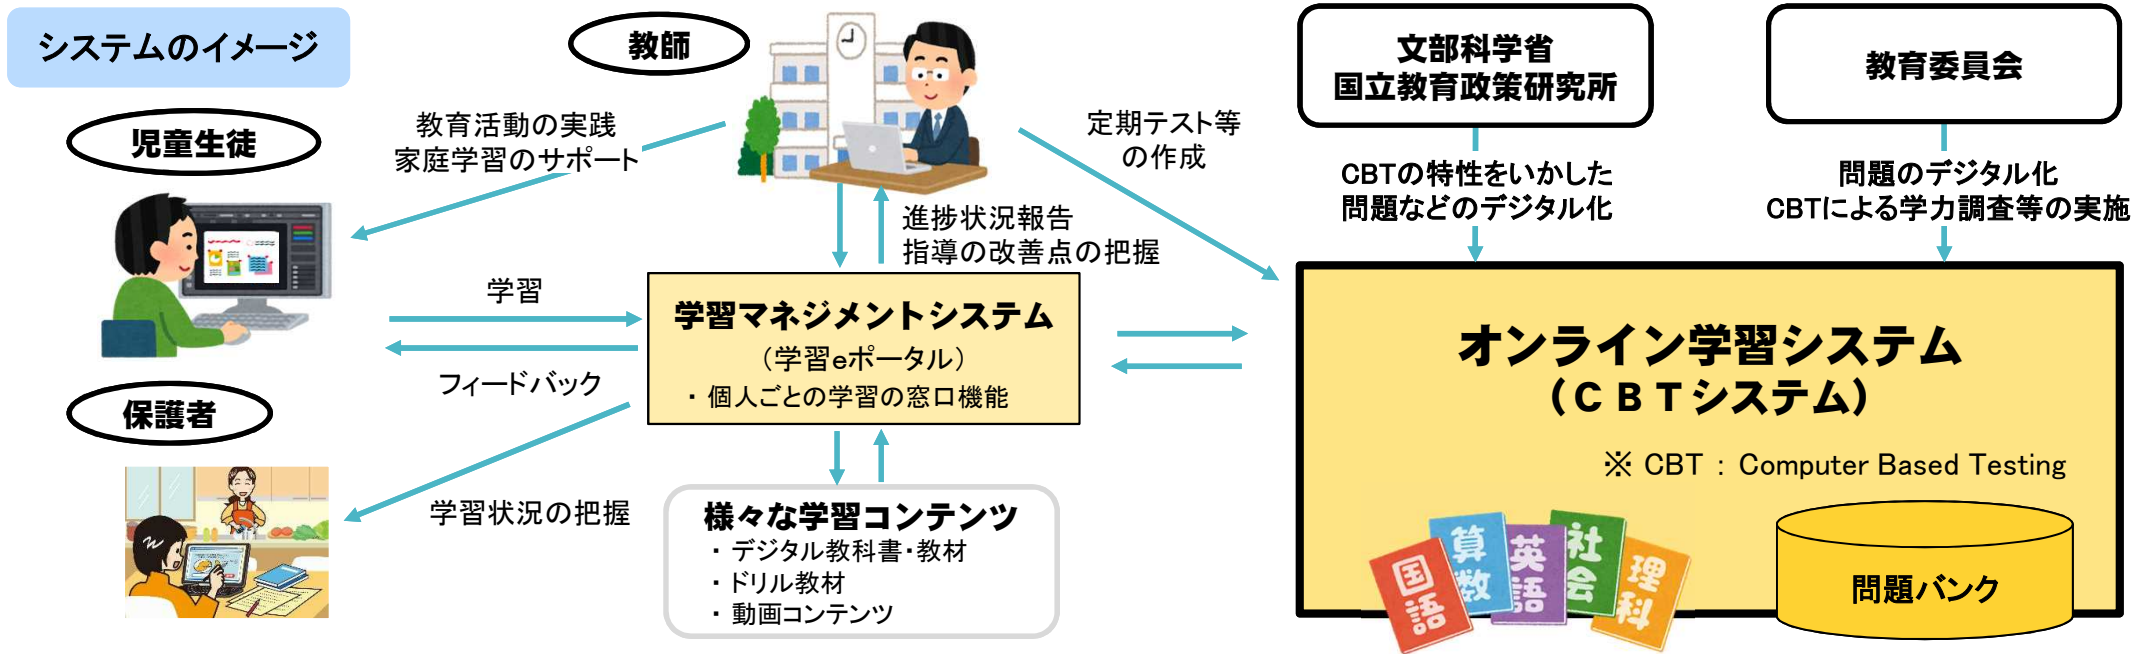 システムのイメージ
教師
文部科学省
国立教育政策研究所
教育委員会
児童生徒
教育活動の実践
家庭学習のサポート
定期テスト等
の作成
CBTの特性をいかした
問題などのデジタル化
問題のデジタル化
CBTによる学力調査等の実施
進捗状況報告
指導の改善点の把握
学習
フィードバック
学習マネジメントシステム
（学習eポータル）
・個人ごとの学習の窓口機能
オンライン学習システム
（ＣＢＴシステム）
※ CBT : Computer Based Testing
保護者
学習状況の把握
様々な学習コンテンツ
・デジタル教科書・教材
・ドリル教材
・動画コンテンツ
国語
算数
英語
社会
理科
問題バンク